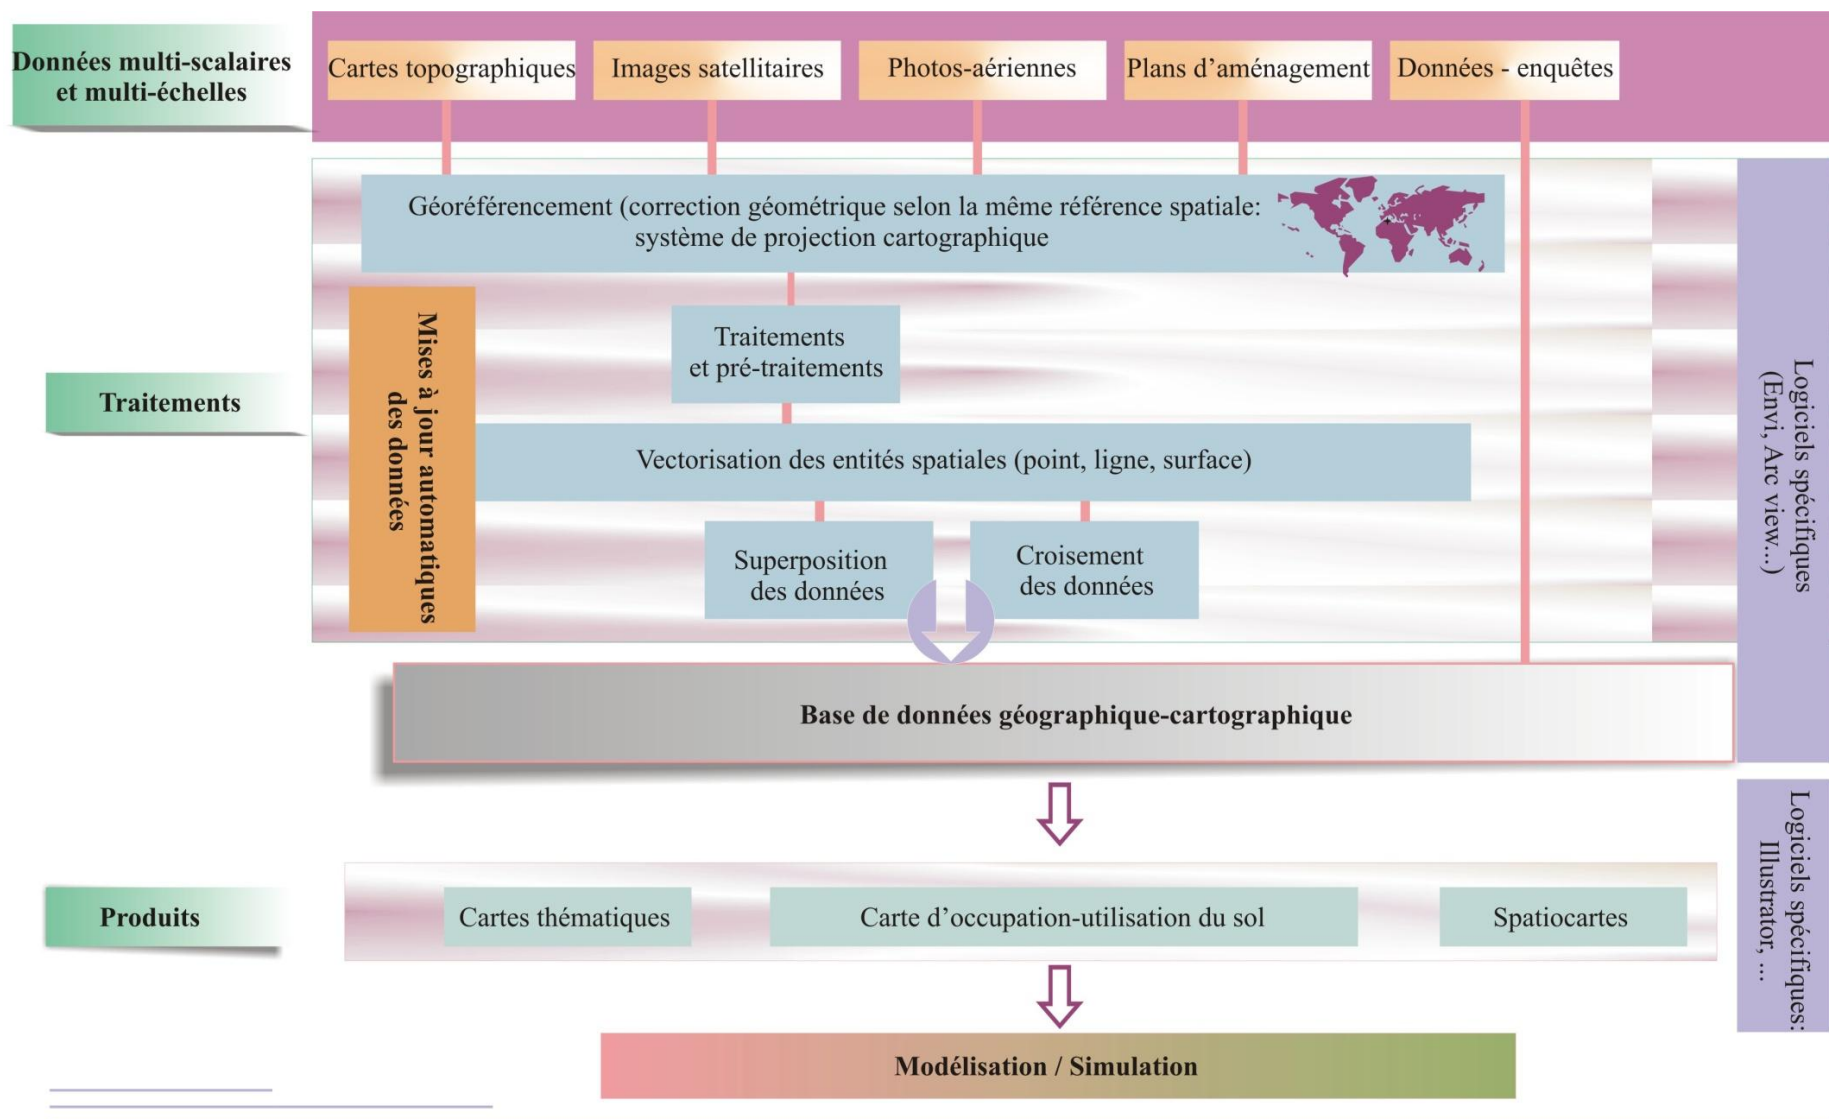 Données multi-scalaires
et multi-échelles
Cartes topographiques
Images satellitaires
Photos-aériennes
Plans d’aménagement
Données - enquêtes
Géoréférencement (correction géométrique selon la même référence spatiale:
système de projection cartographique
Traitements
et pré-traitements
Mises à jour automatiques
des données
Traitements
Vectorisation des entités spatiales (point, ligne, surface)
Superposition
des données
Croisement
des données
Logiciels spécifiques
(Envi, Arc view...)
Base de données géographique-cartographique
Produits
Cartes thématiques
Carte d’occupation-utilisation du sol
Spatiocartes
Logiciels spécifiques:
Illustrator, ...
Modélisation / Simulation